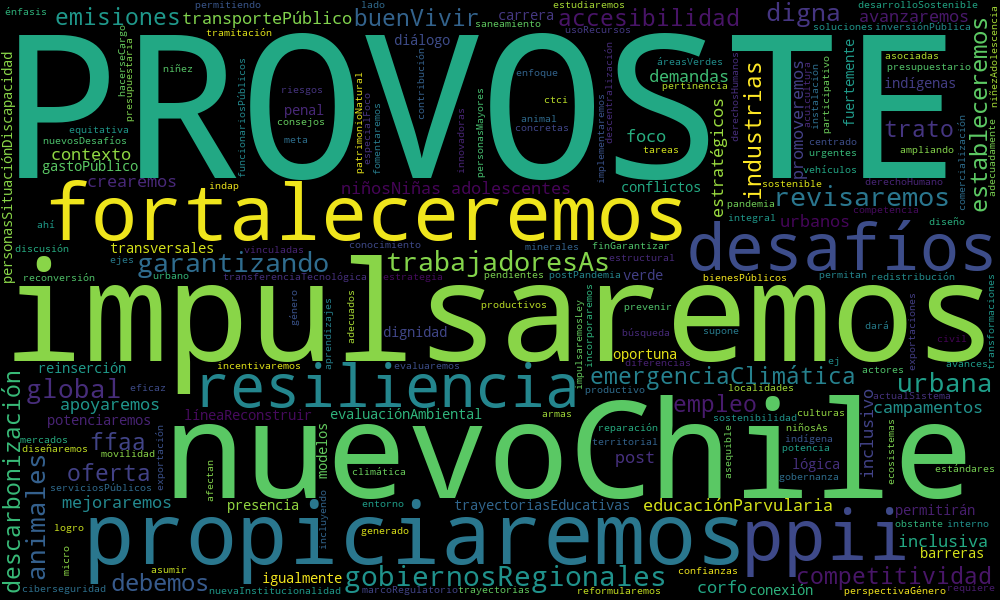 énfasis permitiendo lado estudiaremos desarrolloSostenible
emisiones transportePúblico buenVivir carrera accesibilidad digna avanzaremos
tramitación saneamiento usoRecursos soluciones inversiónPública
PROVOSTE
personasSituaciónDiscapacidad
hacerseCargo
presupuestaria
niñez
funcionariosPúblicos
riesgos
diálogo
contribución
enfoque
áreasVerdes
demandas
pertinencia
derechosHumanos
asociadas
presupuestario
indígenas
niñezAdolescencia
adecuadamente
estableceremos
equitativa
nuevosDesafíos
contexto
gastoPúblico
penal
consejos
meta
patrimonioNatural
especialFoco
fomentaremos
innovadoras
personasMayores
ctci
animal
concretas
implementaremos
descentralización
foco
tareas
estratégicos
industrias
promoveremos
acuicultura
instalación
participativo
fuertemente
centrado
urgentes
vehículos
trato
ampliando
comercialización
crearemos
indap
niñosNiñas adolescentes
conflictos
sostenible
derechoHumano
pandemia
integral
revisaremos
urbanos
competencia
diseño
ahí
fortaleceremos
desafíos
discusión
transversales
ejes
vinculadas
conocimiento
minerales
finGarantizar
estructural
garantizando
trabajadoresAs
reconversión
urbano
transferenciaTecnológica
estrategia
pendientes
postPandemia
verde
bienesPúblicos
permitan
redistribución
transformaciones
impulsaremos
género
aprendizajes
adecuados
dignidad
productivos
impulsaremosLey
incorporaremos
prevenir
búsqueda
supone
dará
exportaciones
civil
reinserción
incentivaremos
evaluaremos
oportuna
diferencias
ej
actores
avances
global
eficaz
resiliencia
productivo
emergenciaClimática
localidades
urbana
actualSistema
apoyaremos
potenciaremos
líneaReconstruir
evaluaciónAmbiental
armas
empleo
sostenibilidad
culturas
campamentos
descarbonización
mercados
diseñaremos
movilidad
ffaa
oferta
serviciosPúblicos
exportación
nuevoChile
afectan
modelos
climática
reparación
territorial
post
asequible
niñosAs
indígena
potencia
lógica
gobernanza
inclusivo
ecosistemas
estándares
animales
mejoraremos
presencia
incluyendo
entorno
trayectoriasEducativas
educaciónParvularia
permitirán
obstante interno
logro
micro
propiciaremos
generado
ppii
inclusiva
barreras
asumir
ciberseguridad
debemos
nuevaInstitucionalidad
igualmente
marcoRegulatorio
gobiernosRegionales
trayectorias
reformularemos
confianzas
corfo
conexión
competitividad
perspectivaGénero
requiere